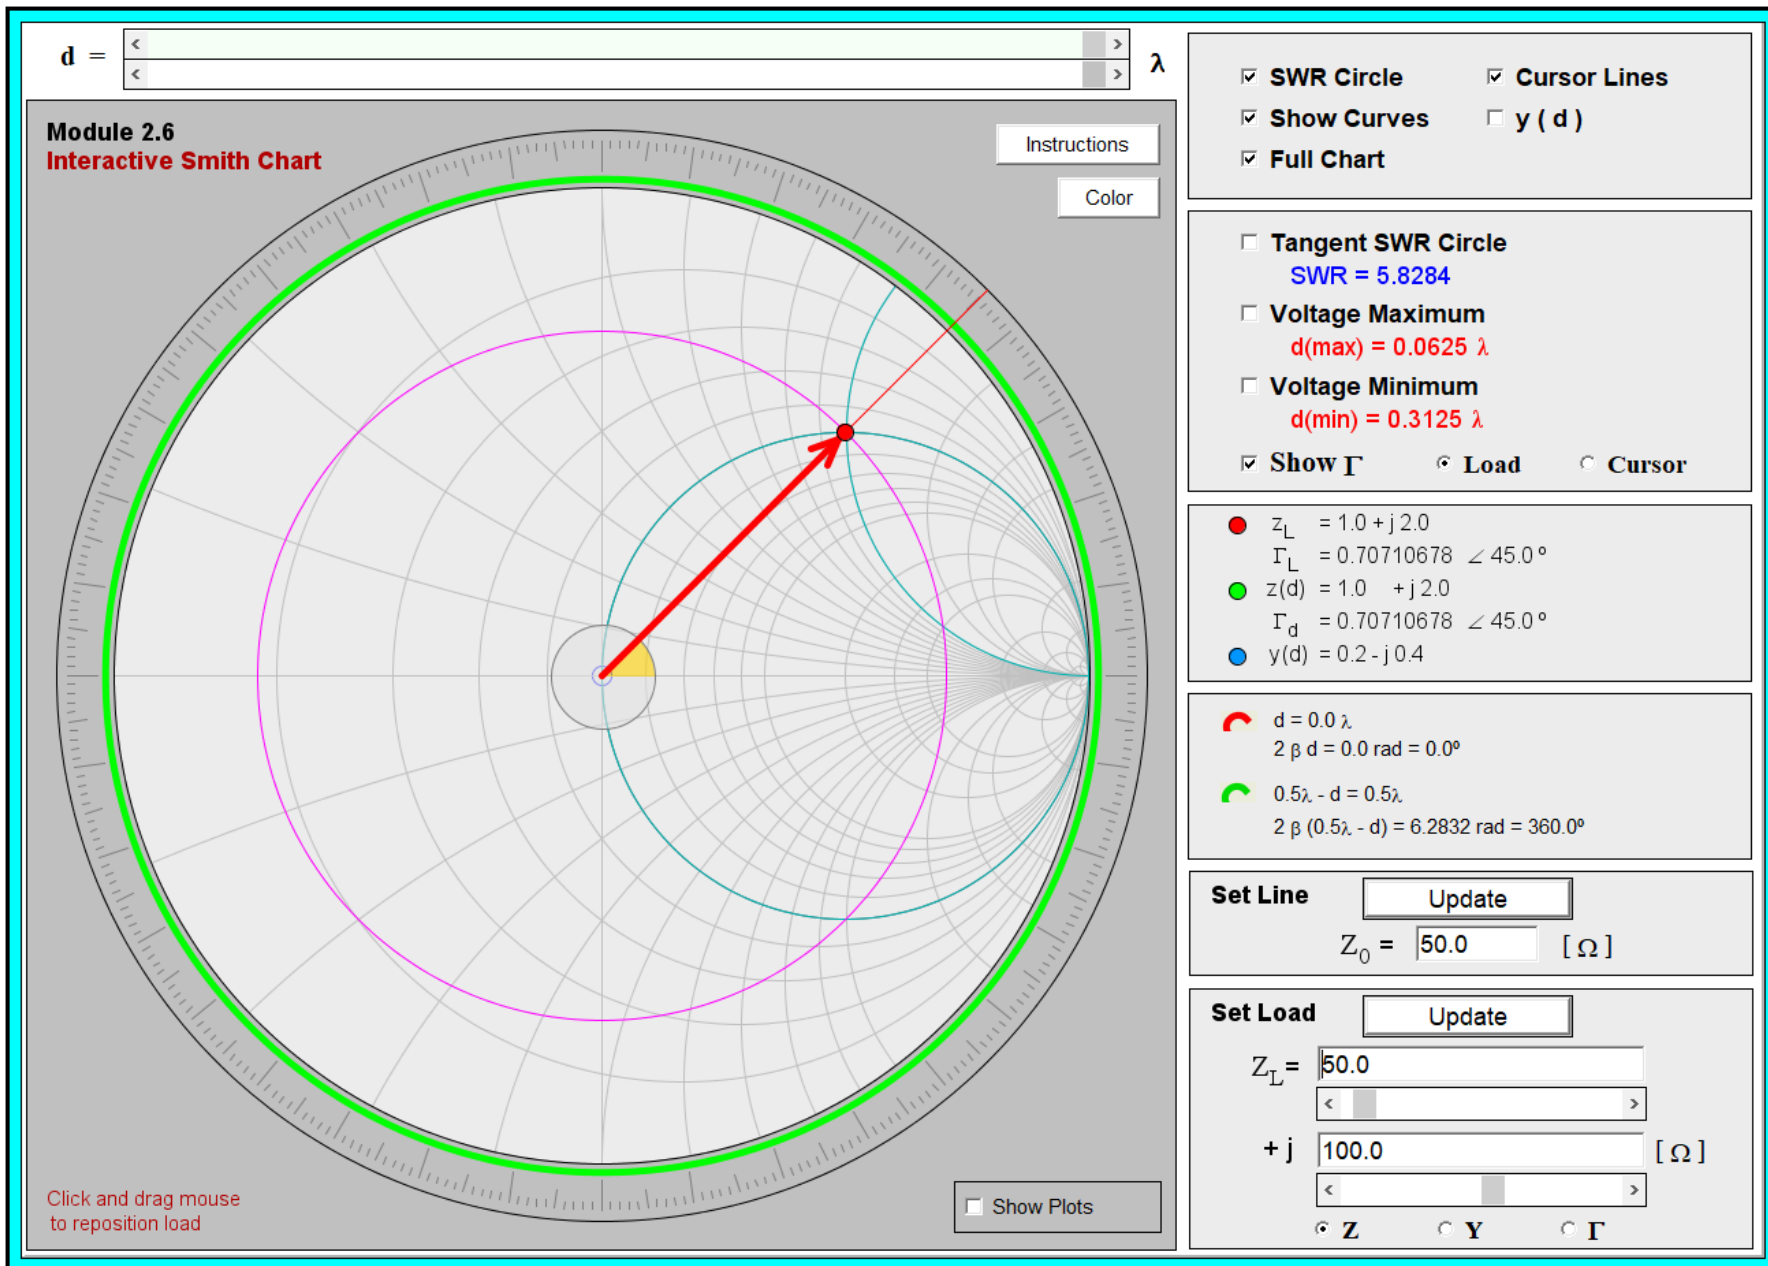 d = < > λ
< >
Module 2.6
Interactive Smith Chart
Instructions
Color
Click and drag mouse
to reposition load
Show Plots
SWR Circle Cursor Lines
Show Curves y ( d )
Full Chart
Tangent SWR Circle
SWR = 5.8284
Voltage Maximum
d(max) = 0.0625 λ
Voltage Minimum
d(min) = 0.3125 λ
Show Γ Load Cursor
z_L = 1.0 + j 2.0
Γ_L = 0.70710678 ∠ 45.0 º
z(d) = 1.0 + j 2.0
Γ_d = 0.70710678 ∠ 45.0 º
y(d) = 0.2 - j 0.4
d = 0.0 λ
2 β d = 0.0 rad = 0.0º
0.5λ - d = 0.5λ
2 β (0.5λ - d) = 6.2832 rad = 360.0º
Set Line Update
Z_0 = 50.0 [ Ω ]
Set Load Update
Z_L = 50.0
< >
+ j 100.0 [ Ω ]
< >
Z Y Γ